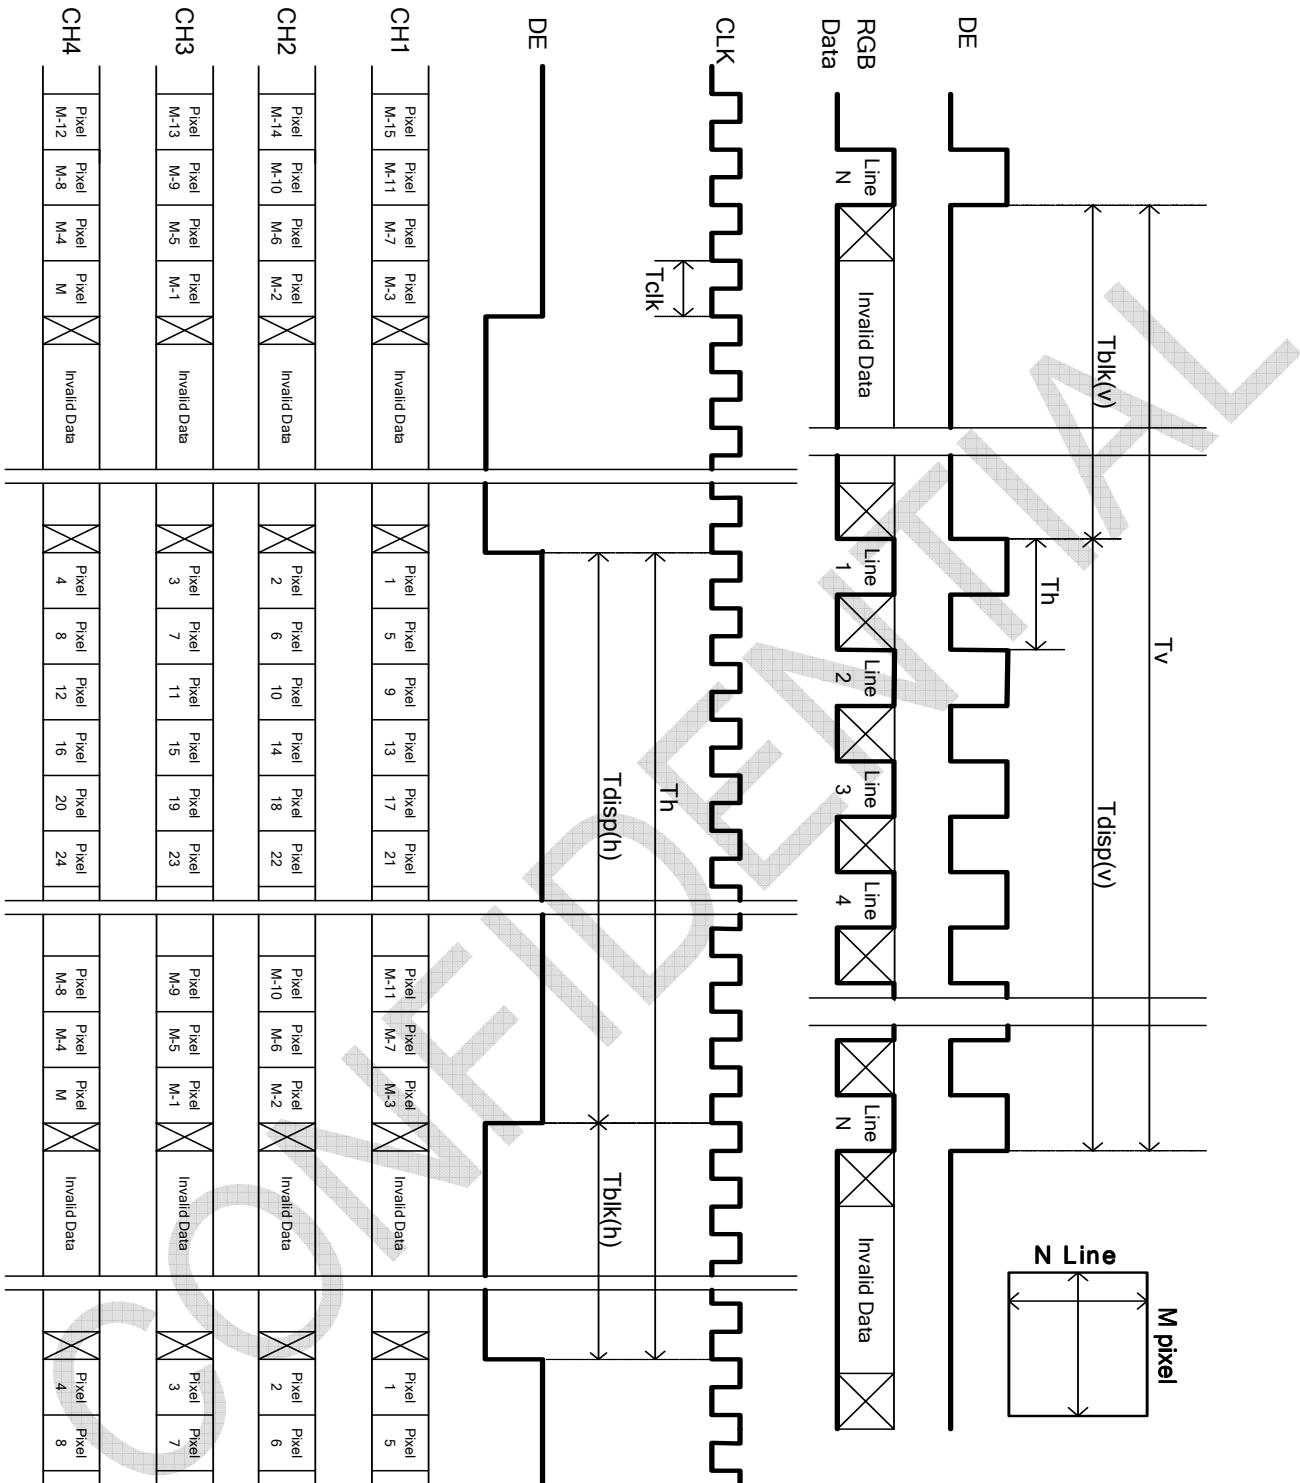 DE
RGB
Data
Line
N
Invalid Data
Line
1
Line
2
Line
3
Line
4
Line
N
Invalid Data
Tv
Tblk(v)
Tdisp(v)
Th
N Line
M pixel
CLK
Tclk
DE
Th
Tdisp(h)
Tblk(h)
CH1
Pixel
M-15
Pixel
M-11
Pixel
M-7
Pixel
M-3
Invalid Data
Pixel
1
Pixel
5
Pixel
9
Pixel
13
Pixel
17
Pixel
21
Pixel
M-11
Pixel
M-7
Pixel
M-3
Invalid Data
Pixel
1
Pixel
5
CH2
Pixel
M-14
Pixel
M-10
Pixel
M-6
Pixel
M-2
Invalid Data
Pixel
2
Pixel
6
Pixel
10
Pixel
14
Pixel
18
Pixel
22
Pixel
M-10
Pixel
M-6
Pixel
M-2
Invalid Data
Pixel
2
Pixel
6
CH3
Pixel
M-13
Pixel
M-9
Pixel
M-5
Pixel
M-1
Invalid Data
Pixel
3
Pixel
7
Pixel
11
Pixel
15
Pixel
19
Pixel
23
Pixel
M-9
Pixel
M-5
Pixel
M-1
Invalid Data
Pixel
3
Pixel
7
CH4
Pixel
M-12
Pixel
M-8
Pixel
M-4
Pixel
M
Invalid Data
Pixel
4
Pixel
8
Pixel
12
Pixel
16
Pixel
20
Pixel
24
Pixel
M-8
Pixel
M-4
Pixel
M
Invalid Data
Pixel
4
Pixel
8
CONFIDENTIAL